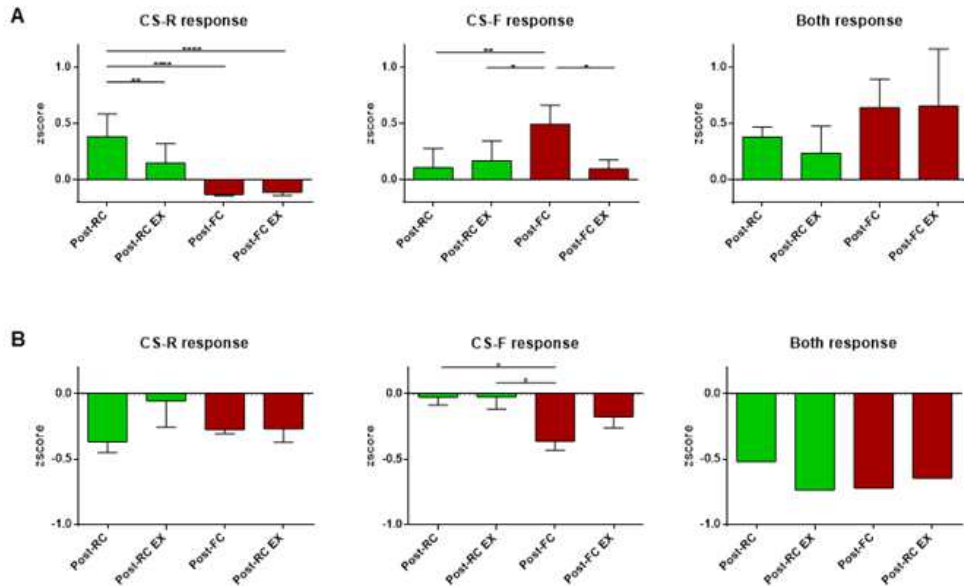 A
CS-R response
zscore
1.0
0.5
0.0
****
****
**
Post-RC
Post-RC EX
Post-FC
Post-FC EX
CS-F response
zscore
1.0
0.5
0.0
**
*
*
Post-RC
Post-RC EX
Post-FC
Post-FC EX
Both response
zscore
1.0
0.5
0.0
Post-RC
Post-RC EX
Post-FC
Post-FC EX
B
CS-R response
zscore
0.0
-0.5
-1.0
Post-RC
Post-RC EX
Post-FC
Post-RC EX
CS-F response
zscore
0.0
-0.5
-1.0
*
*
Post-RC
Post-RC EX
Post-FC
Post-FC EX
Both response
zscore
0.0
-0.5
-1.0
Post-RC
Post-RC EX
Post-FC
Post-RC EX